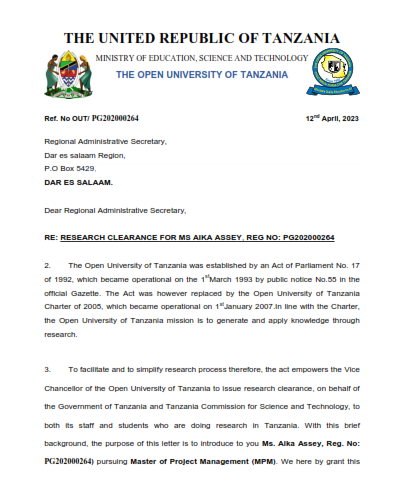 THE UNITED REPUBLIC OF TANZANIA
MINISTRY OF EDUCATION, SCIENCE AND TECHNOLOGY
THE OPEN UNIVERSITY OF TANZANIA
Ref. No OUT/ PG202000264 12nd April, 2023
Regional Administrative Secretary,
Dar es salaam Region,
P.O Box 5429,
DAR ES SALAAM.
Dear Regional Administrative Secretary,
RE: RESEARCH CLEARANCE FOR MS AIKA ASSEY, REG NO: PG202000264
2. The Open University of Tanzania was established by an Act of Parliament No. 17
of 1992, which became operational on the 1stMarch 1993 by public notice No.55 in the
official Gazette. The Act was however replaced by the Open University of Tanzania
Charter of 2005, which became operational on 1stJanuary 2007.In line with the Charter,
the Open University of Tanzania mission is to generate and apply knowledge through
research.
3. To facilitate and to simplify research process therefore, the act empowers the Vice
Chancellor of the Open University of Tanzania to issue research clearance, on behalf of
the Government of Tanzania and Tanzania Commission for Science and Technology, to
both its staff and students who are doing research in Tanzania. With this brief
background, the purpose of this letter is to introduce to you Ms. Aika Assey, Reg. No:
PG202000264) pursuing Master of Project Management (MPM). We here by grant this